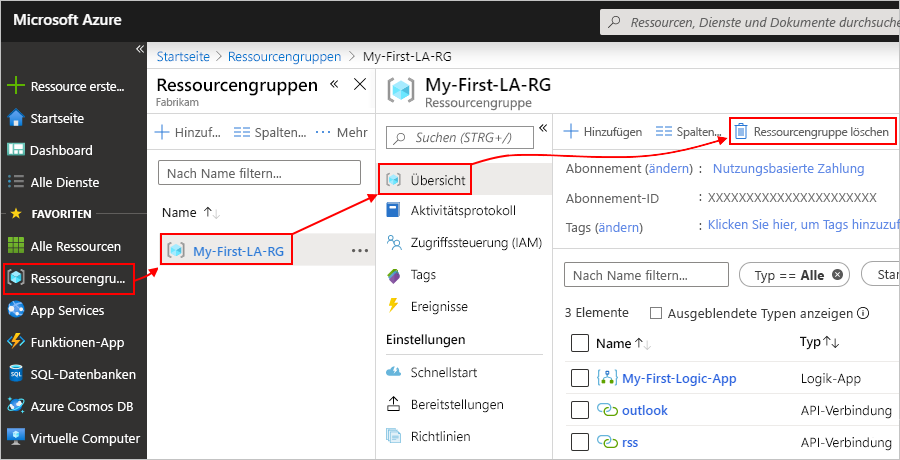 Microsoft Azure
Ressourcen, Dienste und Dokumente durchsuche
Startseite > Ressourcengruppen > My-First-LA-RG
Ressource erste...
Startseite
Dashboard
Alle Dienste
FAVORITEN
Alle Ressourcen
Ressourcengru...
App Services
Funktionen-App
SQL-Datenbanken
Azure Cosmos DB
Virtuelle Computer
Ressourcengruppen
Fabrikam
Hinzuf... Spalten... Mehr
Nach Name filtern...
Name
My-First-LA-RG
My-First-LA-RG
Ressourcengruppe
Suchen (STRG+/)
Übersicht
Aktivitätsprotokoll
Zugriffssteuerung (IAM)
Tags
Ereignisse
Einstellungen
Schnellstart
Bereitstellungen
Richtlinien
Hinzufügen Spalten... Ressourcengruppe löschen
Abonnement (ändern) : Nutzungsbasierte Zahlung
Abonnement-ID : XXXXXXXXXXXXXXXXXXXXXXX
Tags (ändern) : Klicken Sie hier, um Tags hinzuzuf
Nach Name filtern... Typ == Alle Star
3 Elemente Ausgeblendete Typen anzeigen
Name Typ
My-First-Logic-App Logik-App
outlook API-Verbindung
rss API-Verbindung